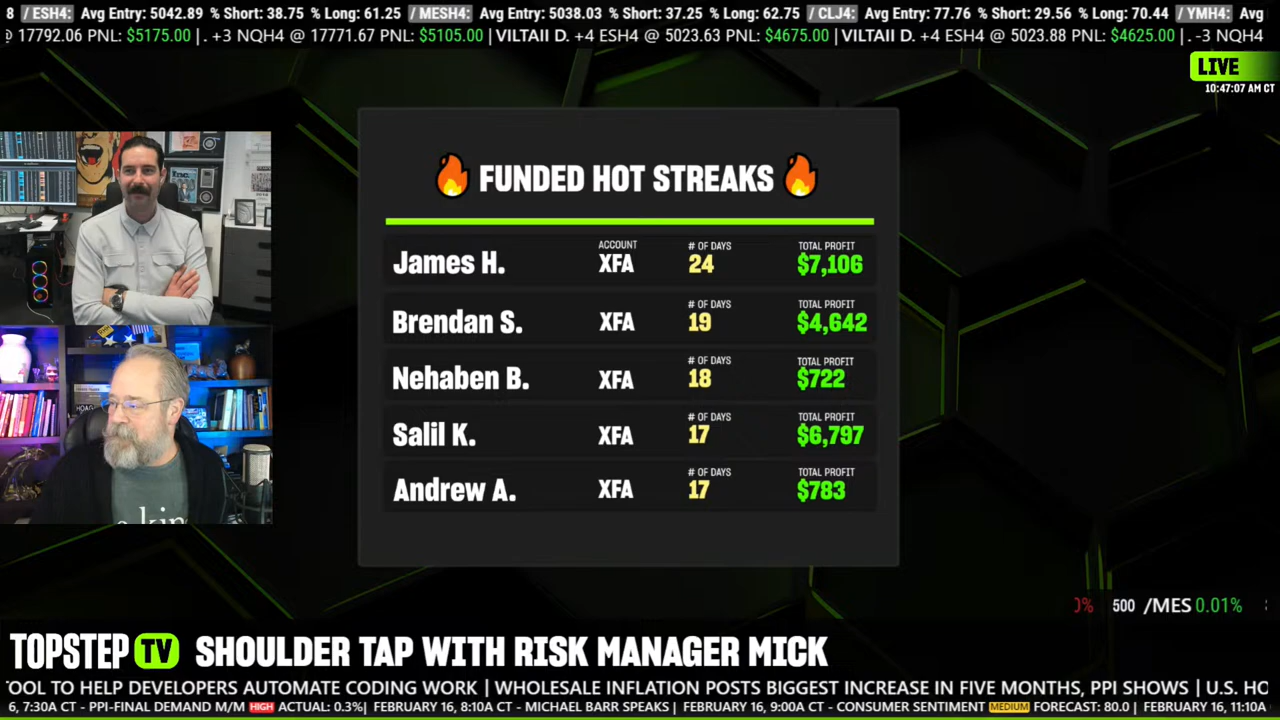 8 / ESH4: Avg Entry: 5042.89 % Short: 38.75 % Long: 61.25 / MESH4: Avg Entry: 5038.03 % Short: 37.25 % Long: 62.75 / CLJ4: Avg Entry: 77.76 % Short: 29.56 % Long: 70.44 / YMH4: Avg
17792.06 PNL: $5175.00 | . +3 NQH4 @ 17771.67 PNL: $5105.00 | VILTAII D. +4 ESH4 @ 5023.63 PNL: $4675.00 | VILTAII D. +4 ESH4 @ 5023.88 PNL: $4625.00 | . -3 NQH4
LIVE
10:47:07 AM CT
🔥 FUNDED HOT STREAKS 🔥
ACCOUNT # OF DAYS TOTAL PROFIT
James H. XFA 24 $7,106
# OF DAYS TOTAL PROFIT
Brendan S. XFA 19 $4,642
# OF DAYS TOTAL PROFIT
Nehaben B. XFA 18 $722
# OF DAYS TOTAL PROFIT
Salil K. XFA 17 $6,797
# OF DAYS TOTAL PROFIT
Andrew A. XFA 17 $783
% 500 /MES 0.01%
TOPSTEP TV SHOULDER TAP WITH RISK MANAGER MICK
OOL TO HELP DEVELOPERS AUTOMATE CODING WORK | WHOLESALE INFLATION POSTS BIGGEST INCREASE IN FIVE MONTHS, PPI SHOWS | U.S. HO
6, 7:30A CT - PPI-FINAL DEMAND M/M HIGH ACTUAL: 0.3% | FEBRUARY 16, 8:10A CT - MICHAEL BARR SPEAKS | FEBRUARY 16, 9:00A CT - CONSUMER SENTIMENT MEDIUM FORECAST: 80.0 | FEBRUARY 16, 11:10A